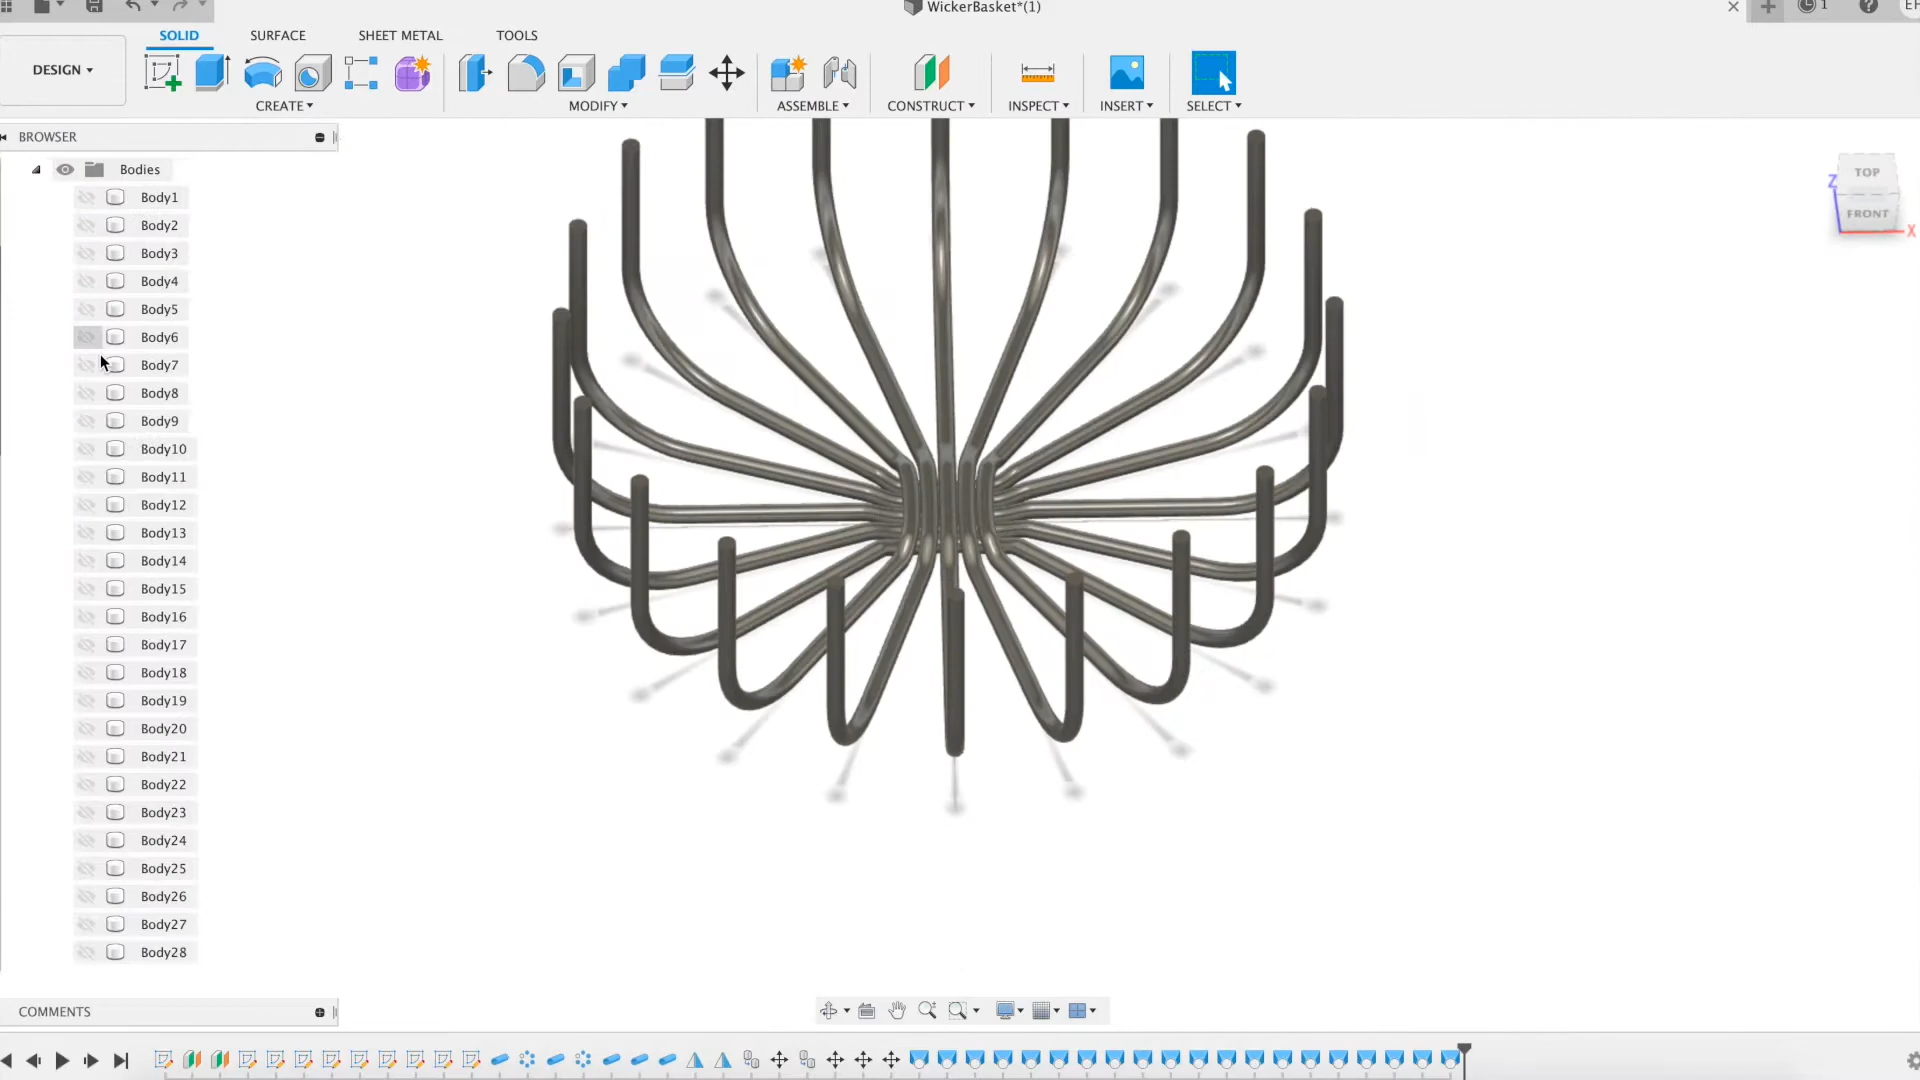 WickerBasket*(1)
1
SOLID
SURFACE
SHEET METAL
TOOLS
DESIGN
CREATE
MODIFY
ASSEMBLE
CONSTRUCT
INSPECT
INSERT
SELECT
BROWSER
Bodies
Body1
Body2
Body3
Body4
Body5
Body6
Body7
Body8
Body9
Body10
Body11
Body12
Body13
Body14
Body15
Body16
Body17
Body18
Body19
Body20
Body21
Body22
Body23
Body24
Body25
Body26
Body27
Body28
TOP
Z
FRONT
X
COMMENTS